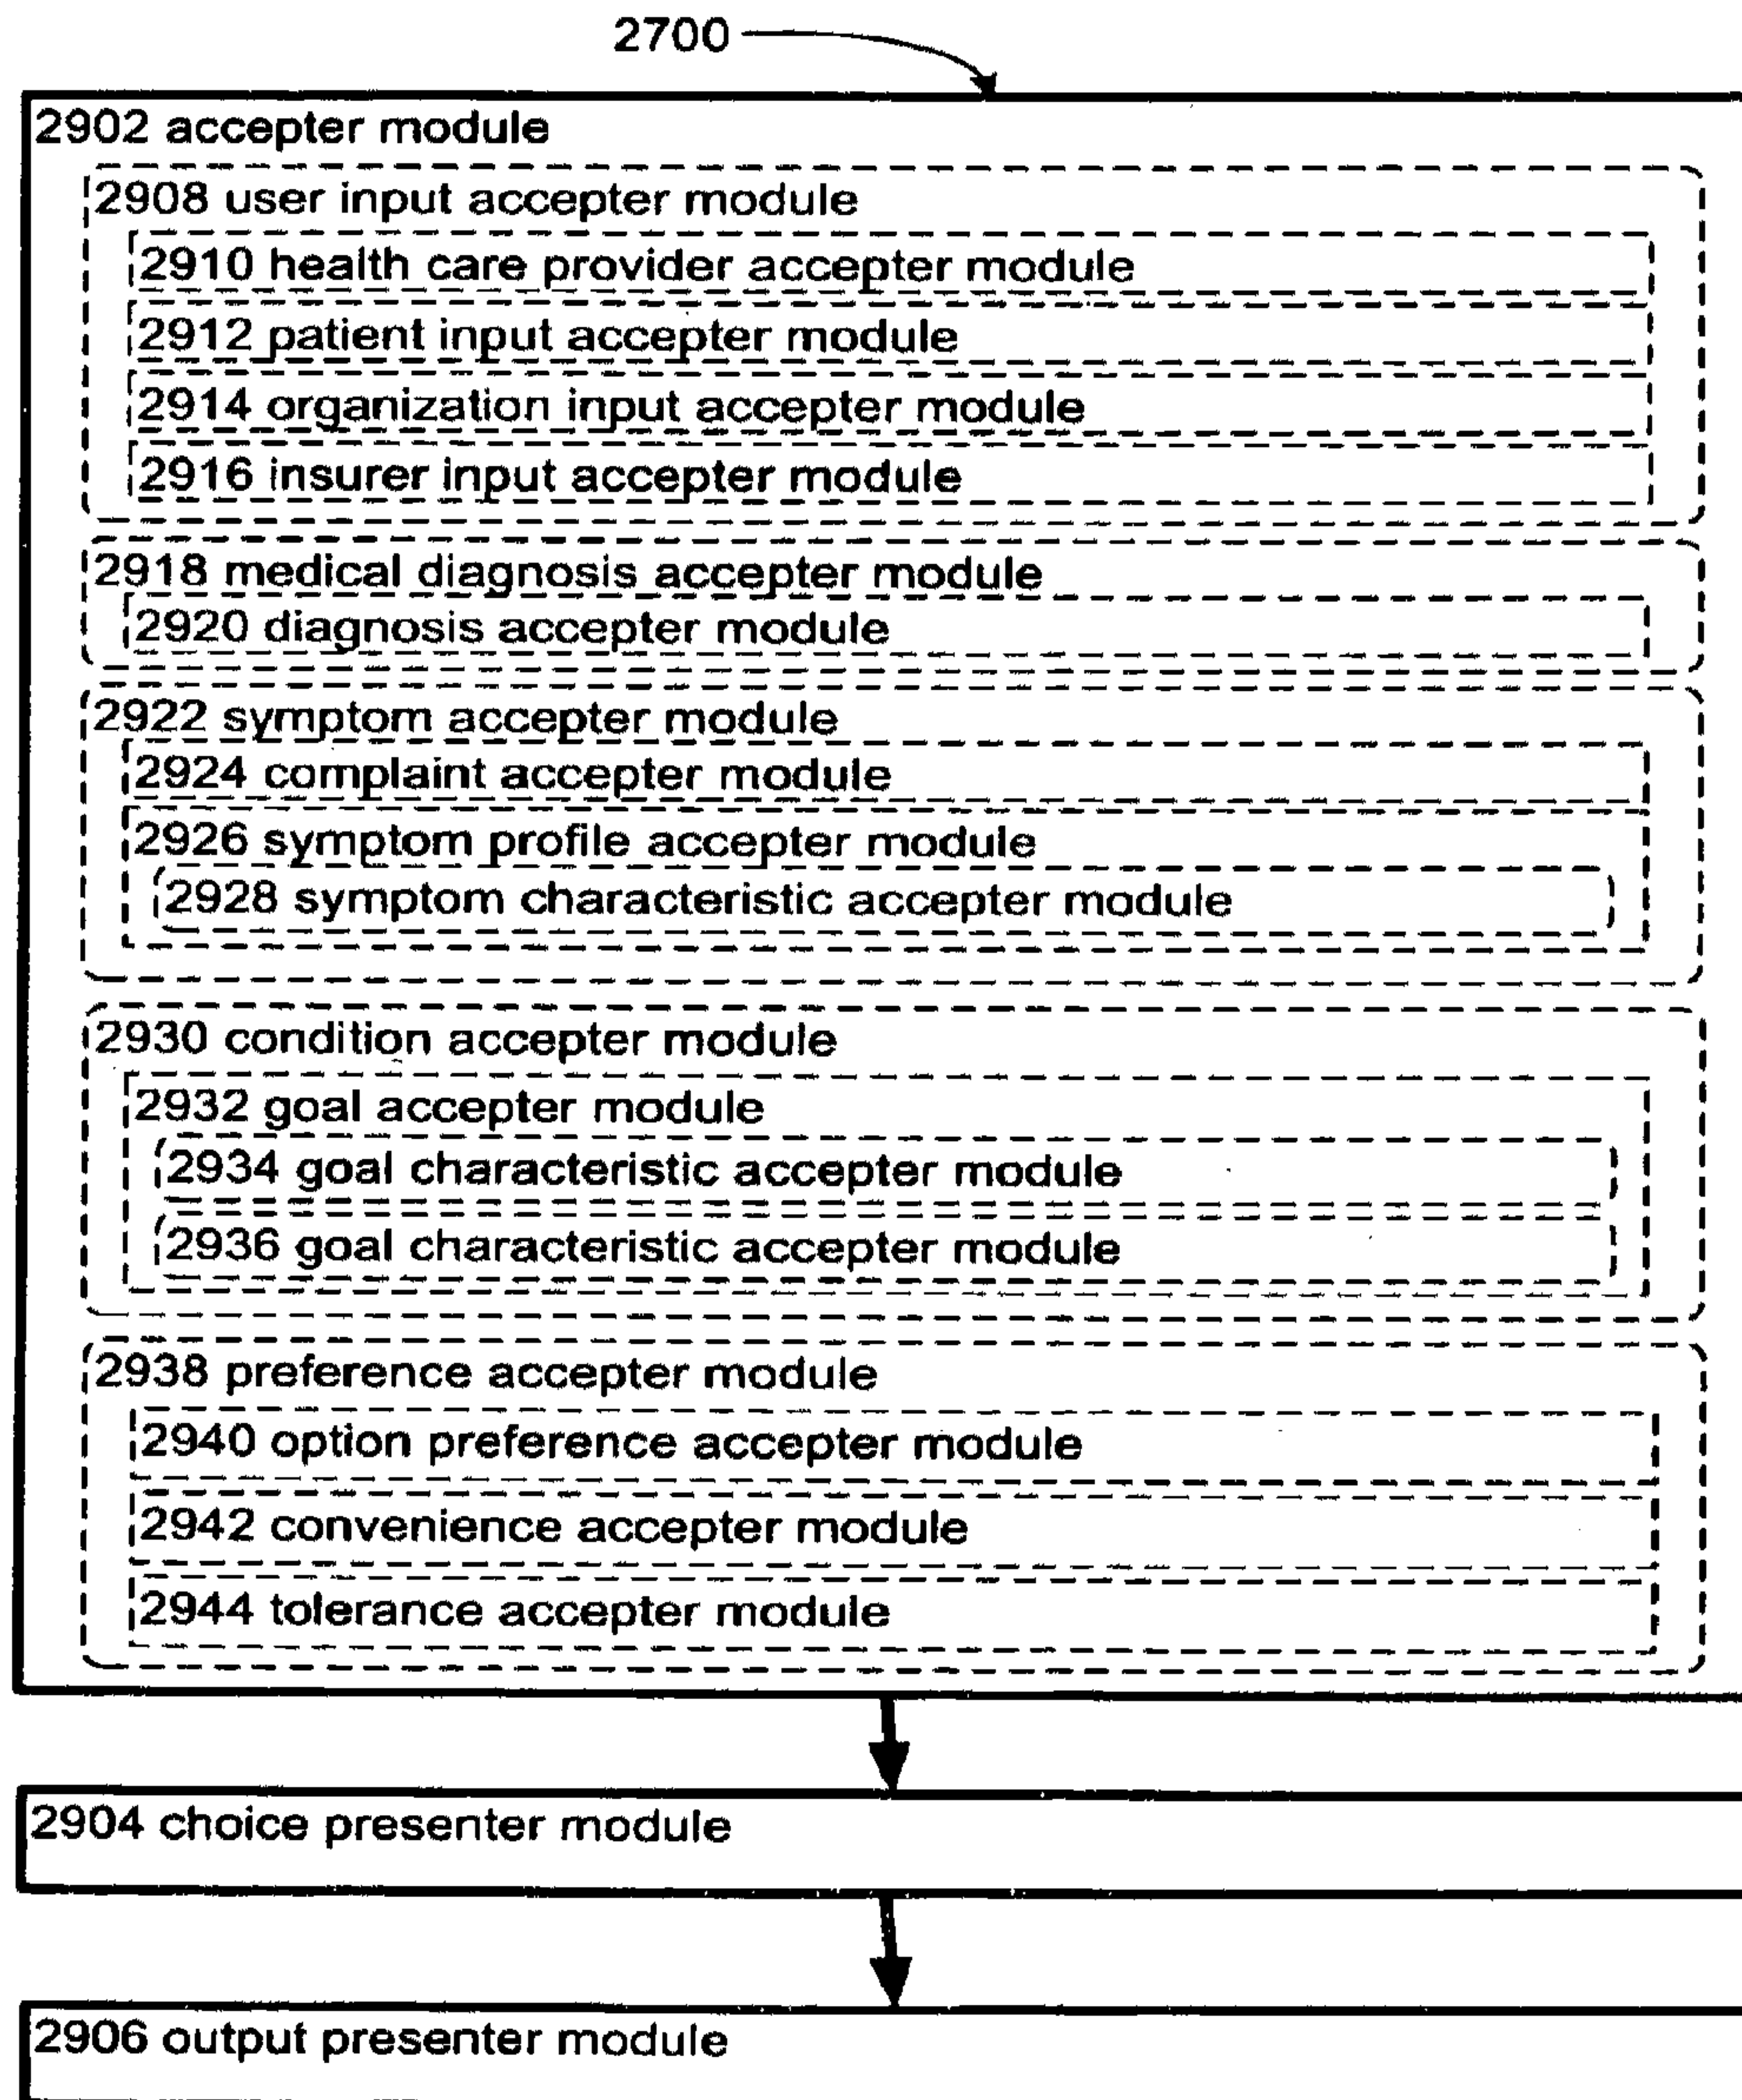 2700
2902 accepter module
2908 user input accepter module
2910 health care provider accepter module
2912 patient input accepter module
2914 organization input accepter module
2916 insurer input accepter module
2918 medical diagnosis accepter module
2920 diagnosis accepter module
2922 symptom accepter module
2924 complaint accepter module
2926 symptom profile accepter module
2928 symptom characteristic accepter module
2930 condition accepter module
2932 goal accepter module
2934 goal characteristic accepter module
2936 goal characteristic accepter module
2938 preference accepter module
2940 option preference accepter module
2942 convenience accepter module
2944 tolerance accepter module
2904 choice presenter module
2906 output presenter module